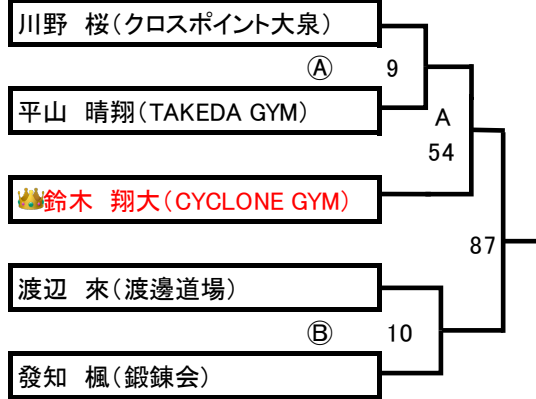 川野 桜(クロスポイント大泉)
Ⓐ 9
平山 晴翔(TAKEDA GYM)
A
54
鈴木 翔大(CYCLONE GYM)
87
渡辺 來(渡邊道場)
Ⓑ 10
發知 楓(鍛錬会)